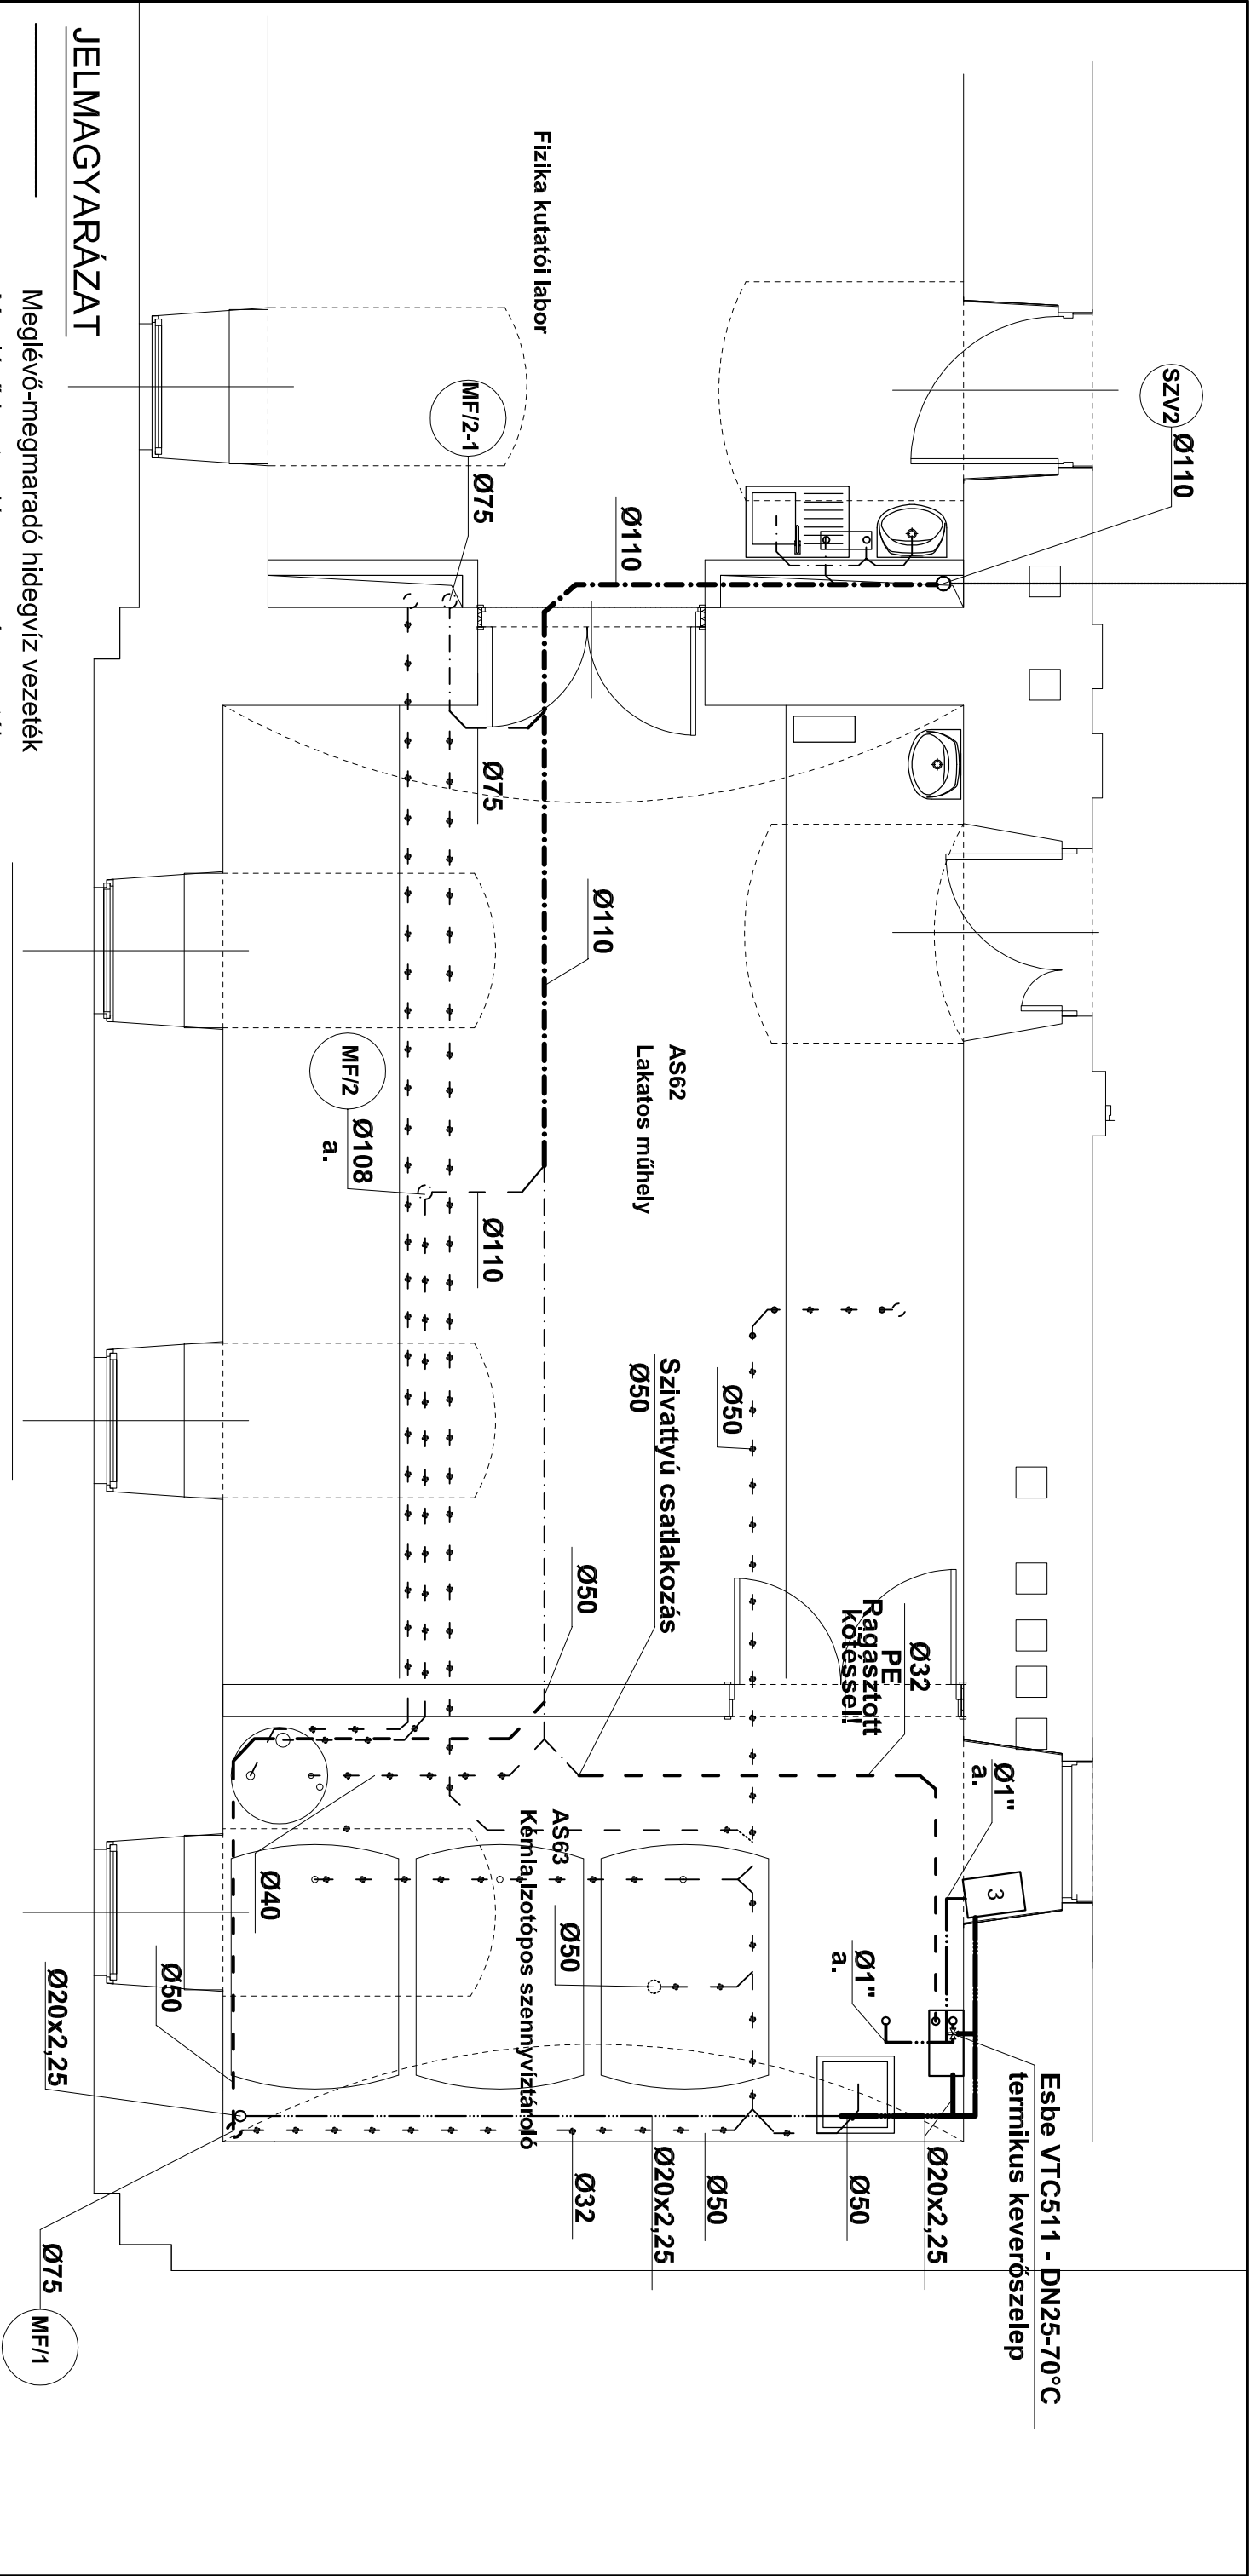 SZV2
Ø110
Fizika kutatói labor
MF/2-1
Ø75
Ø110
Ø75
Ø110
AS62
Lakatos műhely
MF/2
Ø108
a.
Ø110
Szivattyú csatlakozás
Ø50
Ø50
Ø50
Ø32
PE
Ragasztott
kötéssel!
Ø1"
a.
3
Ø1"
a.
Esbe VTC511 - DN25-70°C
termikus keverőszelep
AS63
Kémia izotópos szennyvíztároló
Ø40
Ø50
Ø50
Ø20x2,25
Ø20x2,25
Ø50
Ø50
Ø20x2,25
Ø32
Ø75
MF/1
JELMAGYARÁZAT
Meglévő-megmaradó hidegvíz vezeték